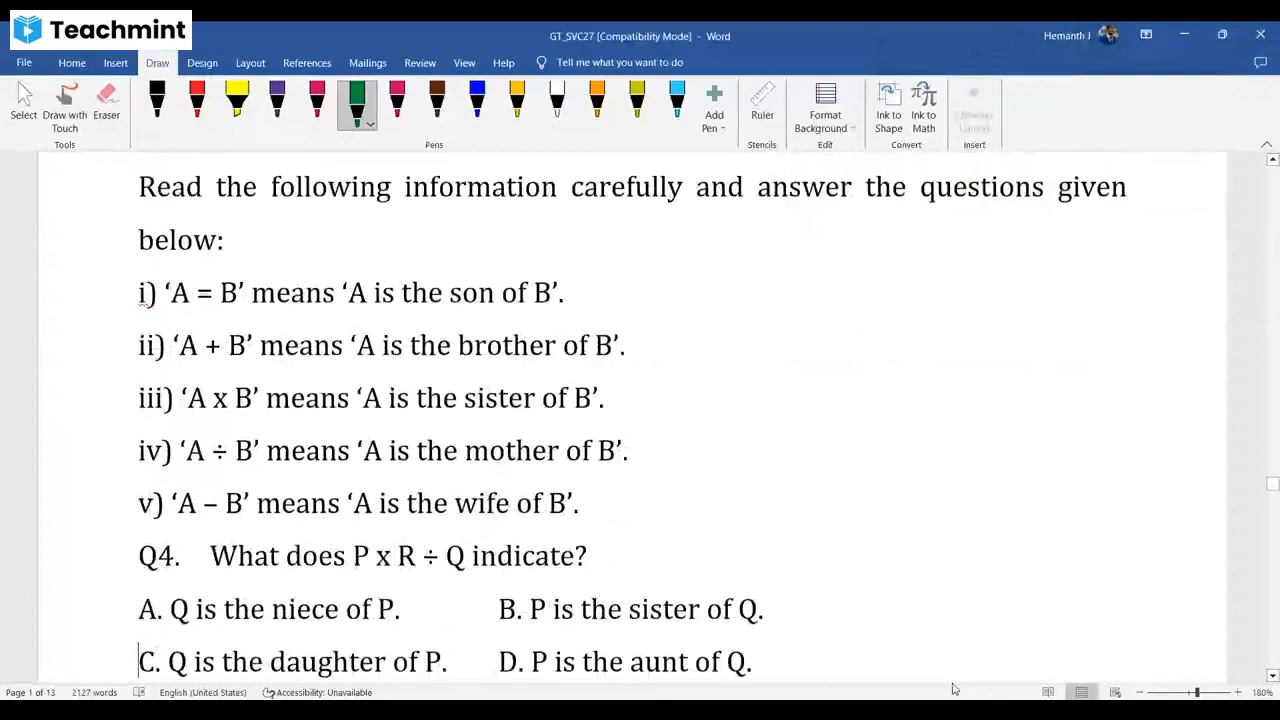 Teachmint
GT_SVC27 [Compatibility Mode] - Word
Hemanth J
File Home Insert Draw Design Layout References Mailings Review View Help Tell me what you want to do
Select Draw with Touch Eraser Add Pen Ruler Format Background Ink to Shape Ink to Math
Tools Pens Stencils Edit Convert Insert
Read the following information carefully and answer the questions given
below:
i) ‘A = B’ means ‘A is the son of B’.
ii) ‘A + B’ means ‘A is the brother of B’.
iii) ‘A x B’ means ‘A is the sister of B’.
iv) ‘A ÷ B’ means ‘A is the mother of B’.
v) ‘A – B’ means ‘A is the wife of B’.
Q4. What does P x R ÷ Q indicate?
A. Q is the niece of P. B. P is the sister of Q.
C. Q is the daughter of P. D. P is the aunt of Q.
Page 1 of 13 2127 words English (United States) Accessibility: Unavailable 180%